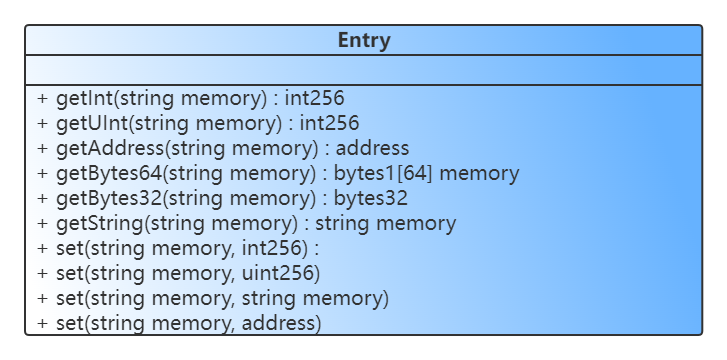 Entry
+ getInt(string memory) : int256
+ getUInt(string memory) : int256
+ getAddress(string memory) : address
+ getBytes64(string memory) : bytes1[64] memory
+ getBytes32(string memory) : bytes32
+ getString(string memory) : string memory
+ set(string memory, int256) :
+ set(string memory, uint256)
+ set(string memory, string memory)
+ set(string memory, address)